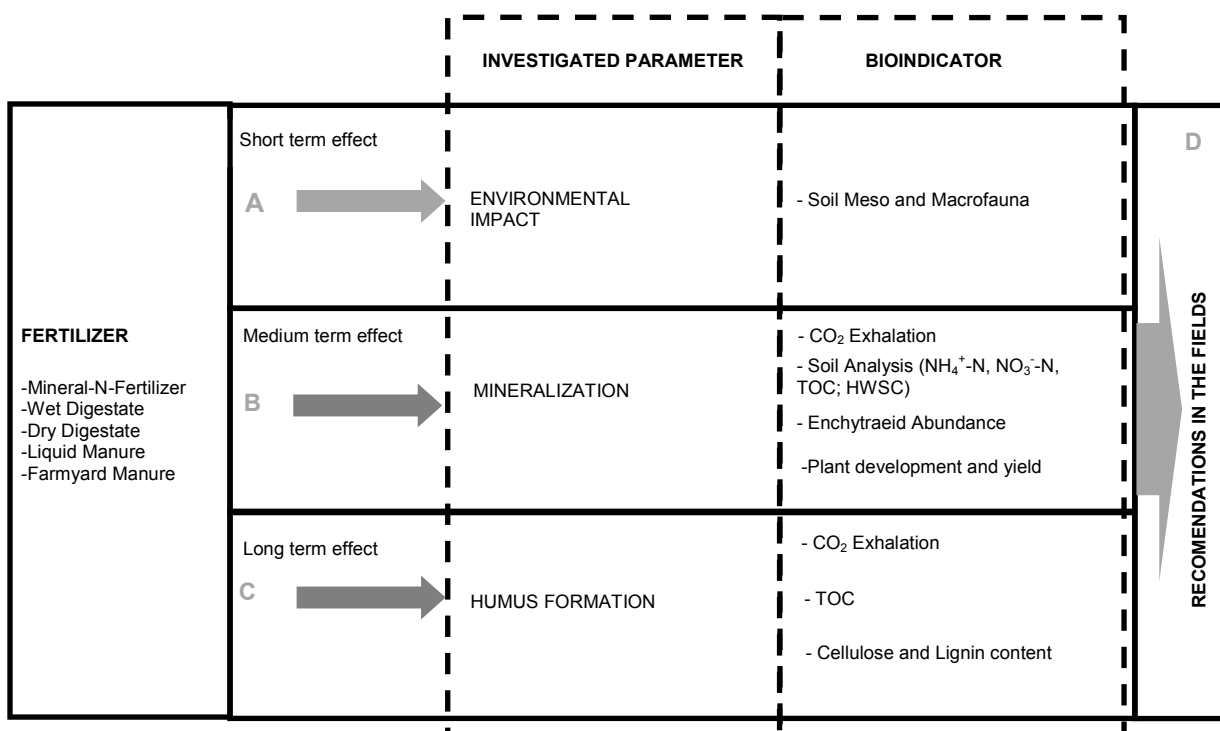 INVESTIGATED PARAMETER
BIOINDICATOR
Short term effect
A
ENVIRONMENTAL
IMPACT
- Soil Meso and Macrofauna
D
FERTILIZER
-Mineral-N-Fertilizer
-Wet Digestate
-Dry Digestate
-Liquid Manure
-Farmyard Manure
Medium term effect
B
MINERALIZATION
- CO₂ Exhalation
- Soil Analysis (NH₄⁺-N, NO₃⁻-N,
TOC; HWSC)
- Enchytraeid Abundance
-Plant development and yield
Long term effect
C
HUMUS FORMATION
- CO₂ Exhalation
- TOC
- Cellulose and Lignin content
RECOMENDATIONS IN THE FIELDS